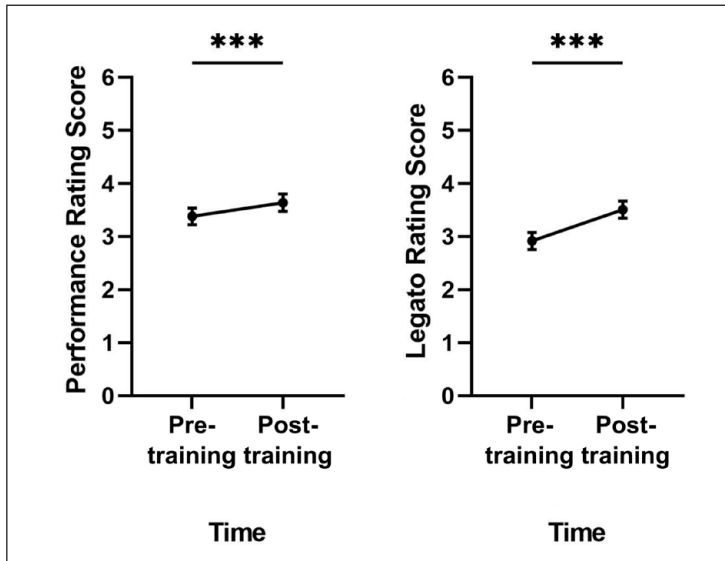 ***
Performance Rating Score
6
5
4
3
2
1
0
Pre-
training
Post-
training
Time
***
Legato Rating Score
6
5
4
3
2
1
0
Pre-
training
Post-
training
Time